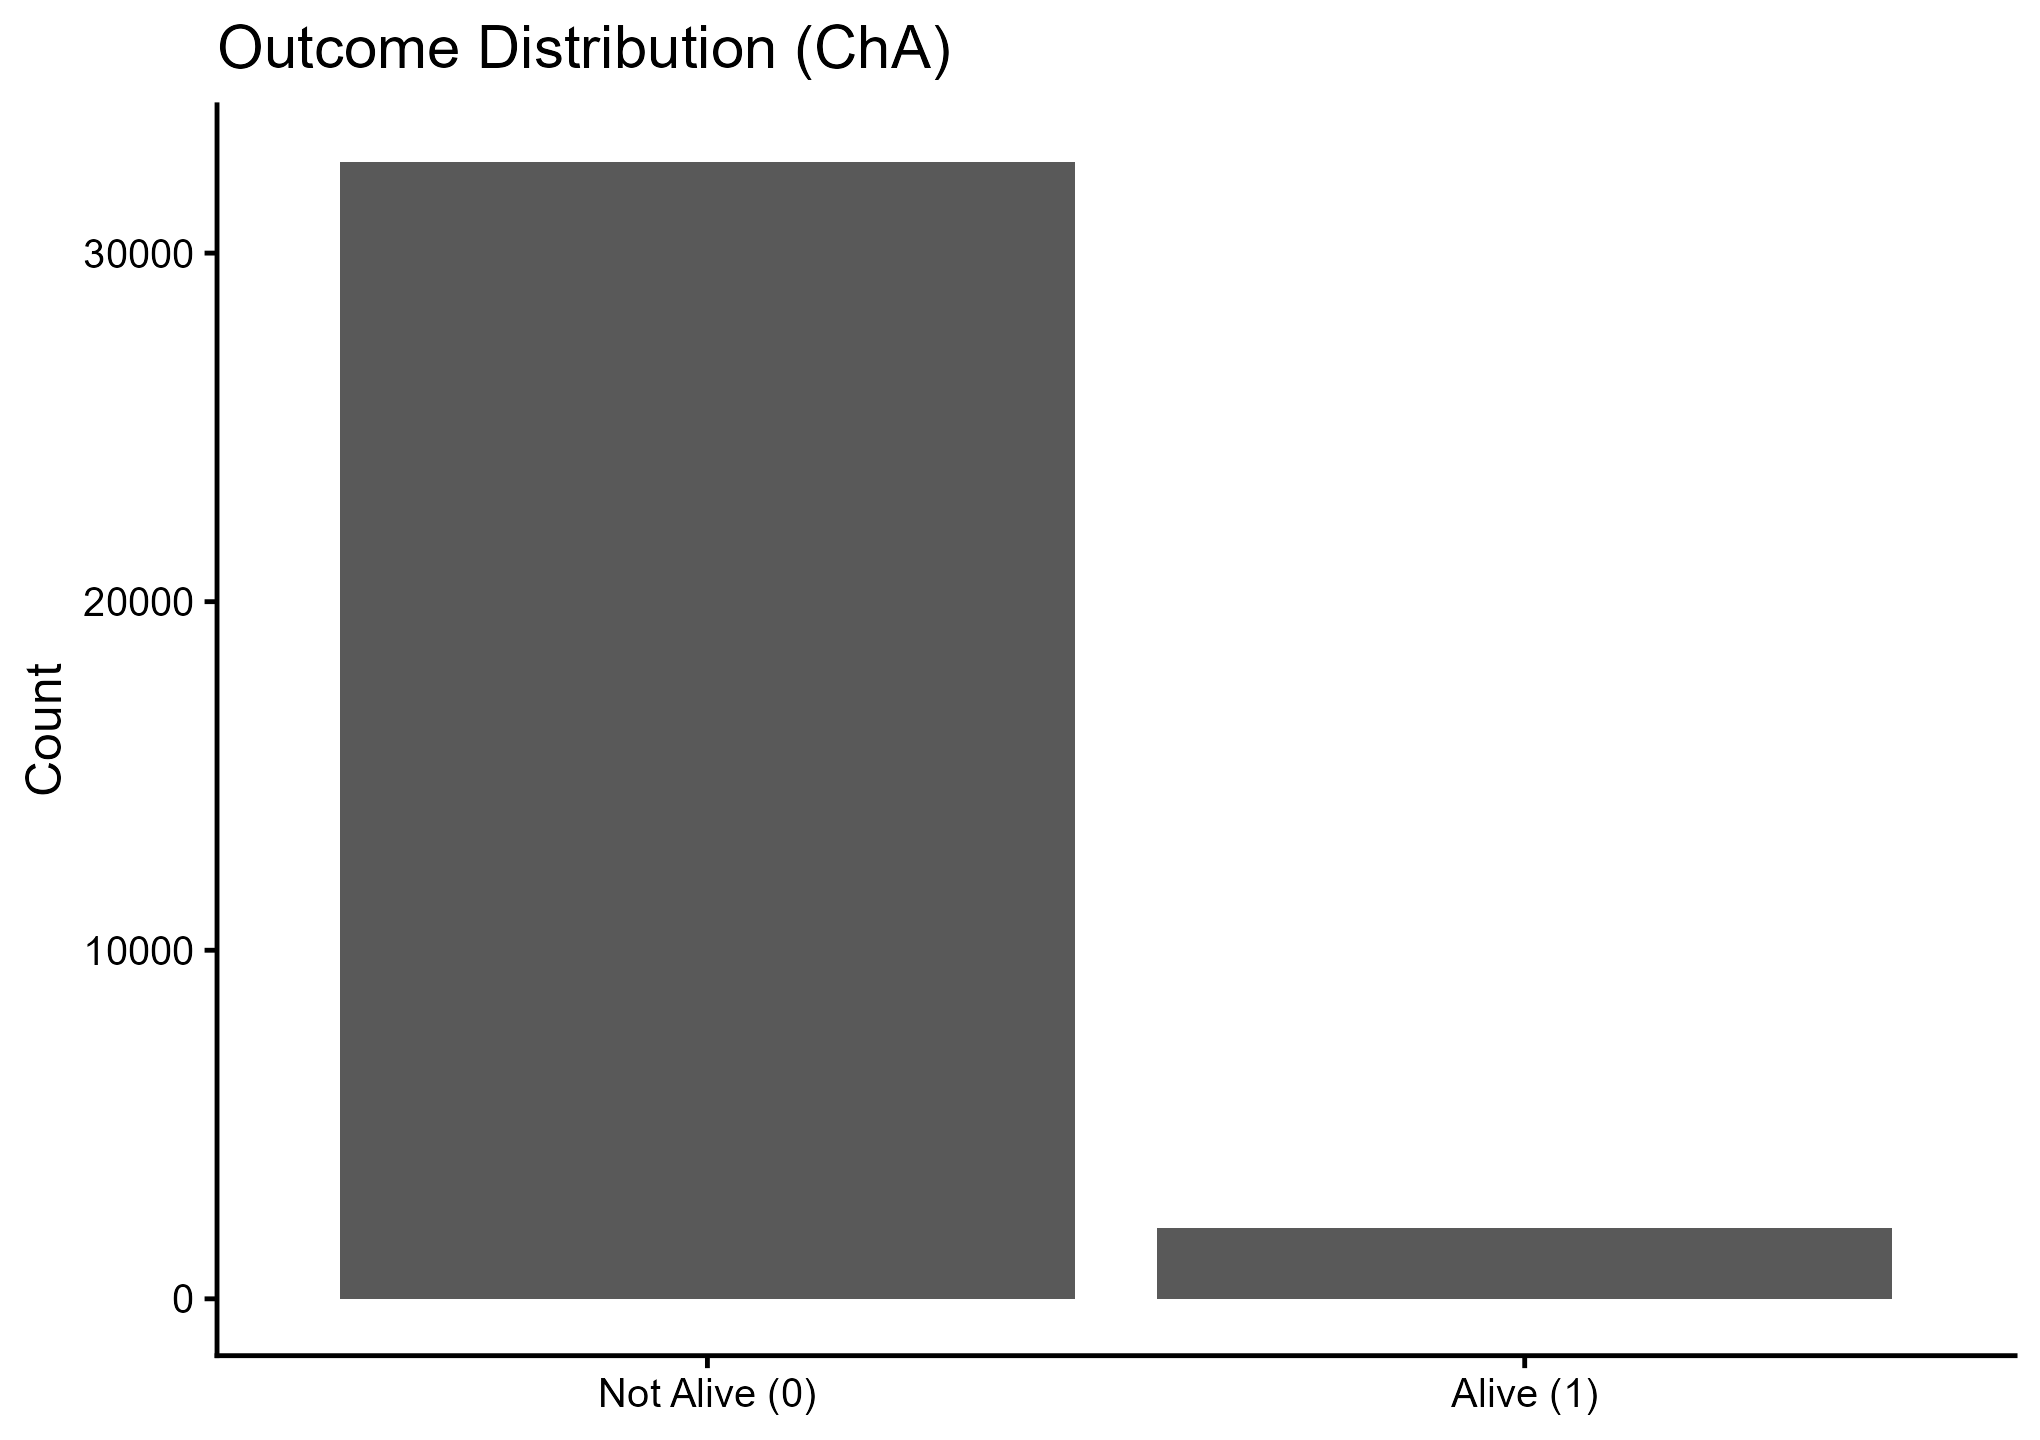 Outcome Distribution (ChA)
Count
30000
20000
10000
0
Not Alive (0)
Alive (1)